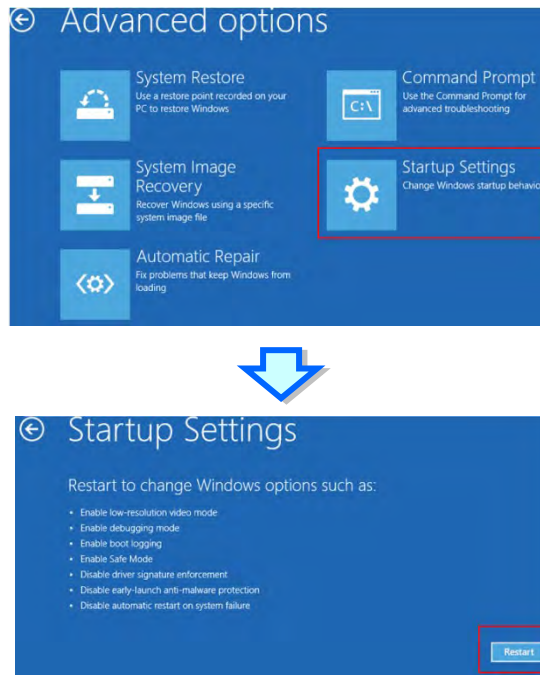 Advanced options
System Restore
Use a restore point recorded on your
PC to restore Windows
Command Prompt
Use the Command Prompt for
advanced troubleshooting
C:\
System Image
Recovery
Recover Windows using a specific
system image file
Startup Settings
Change Windows startup behavio
Automatic Repair
Fix problems that keep Windows from
loading
Startup Settings
Restart to change Windows options such as:
• Enable low-resolution video mode
• Enable debugging mode
• Enable boot logging
• Enable Safe Mode
• Disable driver signature enforcement
• Disable early-launch anti-malware protection
• Disable automatic restart on system failure
Restart